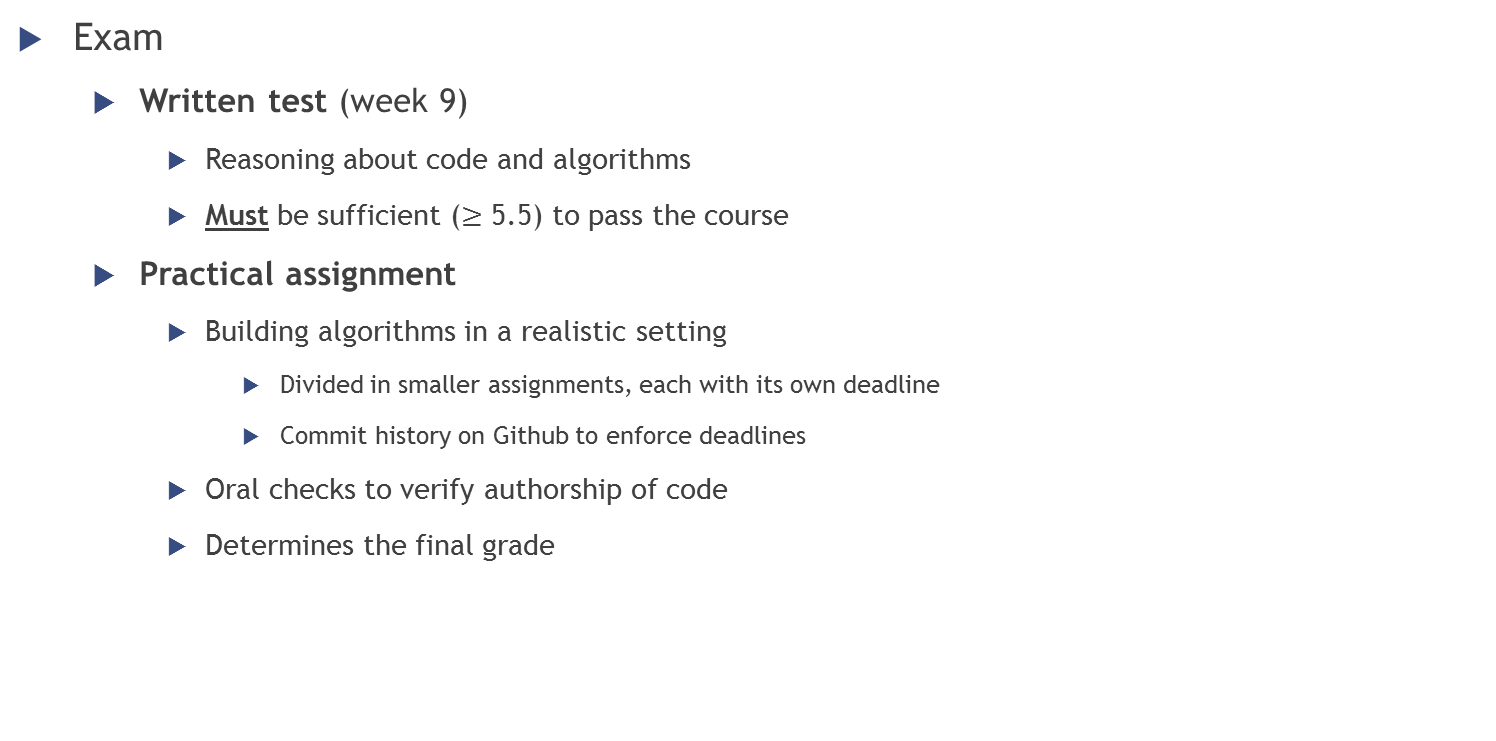 Exam
Written test (week 9)
Reasoning about code and algorithms
Must be sufficient (≥ 5.5) to pass the course
Practical assignment
Building algorithms in a realistic setting
Divided in smaller assignments, each with its own deadline
Commit history on Github to enforce deadlines
Oral checks to verify authorship of code
Determines the final grade